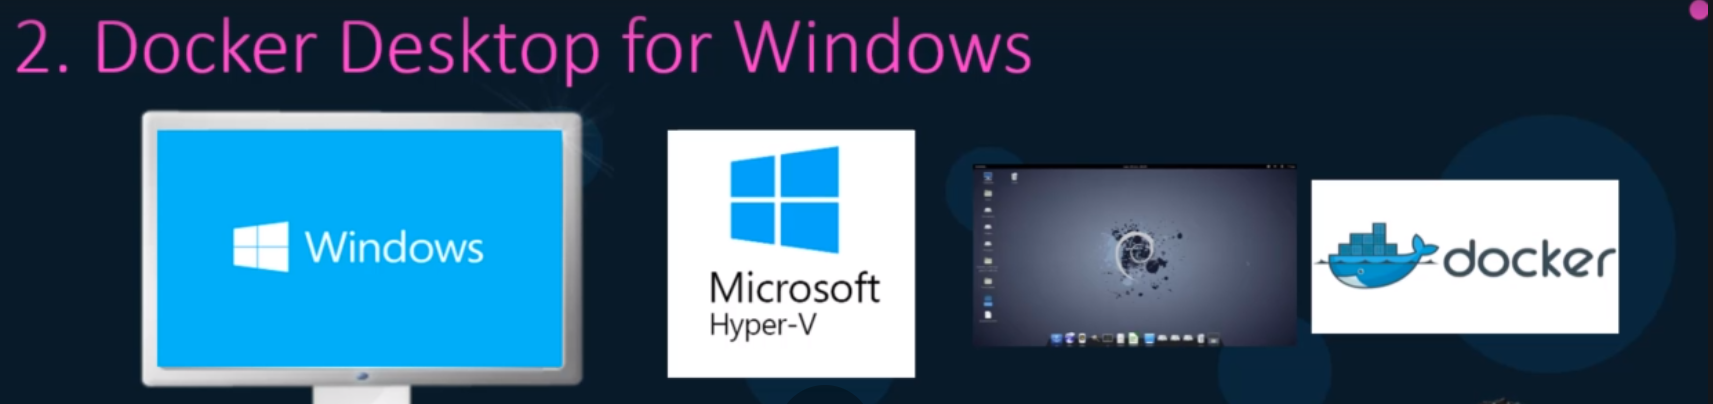 2. Docker Desktop for Windows
Windows
Microsoft
Hyper-V
docker